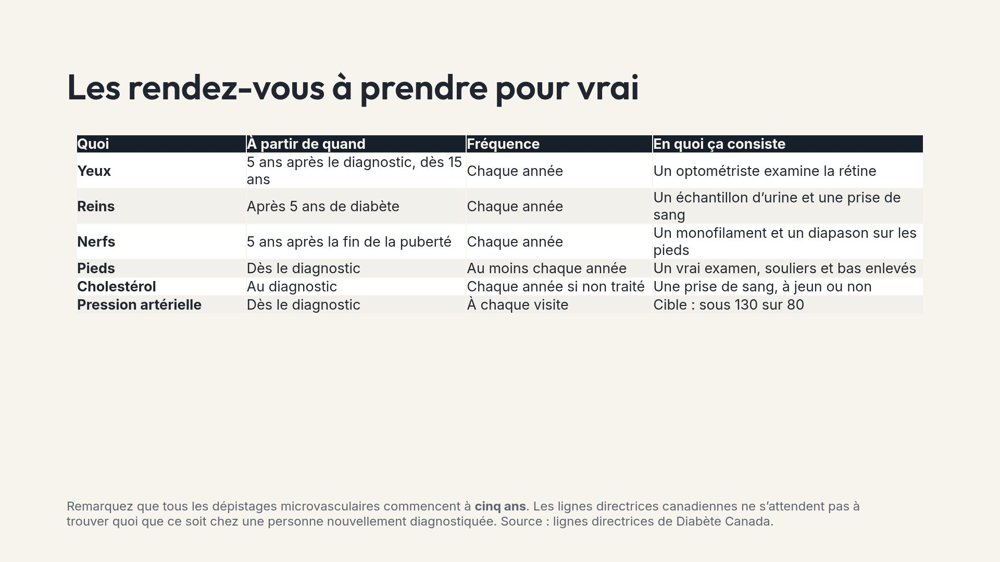 Les rendez-vous à prendre pour vrai
Quoi À partir de quand Fréquence En quoi ça consiste
Yeux 5 ans après le diagnostic, dès 15 ans Chaque année Un optométriste examine la rétine
Reins Après 5 ans de diabète Chaque année Un échantillon d’urine et une prise de sang
Nerfs 5 ans après la fin de la puberté Chaque année Un monofilament et un diapason sur les pieds
Pieds Dès le diagnostic Au moins chaque année Un vrai examen, souliers et bas enlevés
Cholestérol Au diagnostic Chaque année si non traité Une prise de sang, à jeun ou non
Pression artérielle Dès le diagnostic À chaque visite Cible : sous 130 sur 80
Remarquez que tous les dépistages microvasculaires commencent à cinq ans. Les lignes directrices canadiennes ne s’attendent pas à
trouver quoi que ce soit chez une personne nouvellement diagnostiquée. Source : lignes directrices de Diabète Canada.